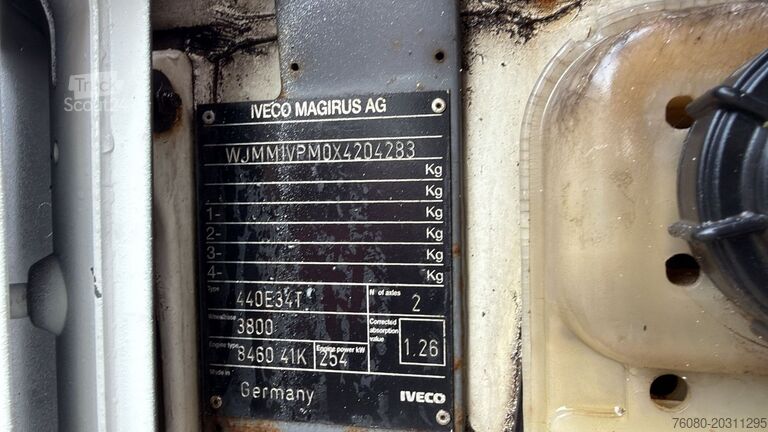 Truck
Scout24
IVECO MAGIRUS AG
WJMM1VPM0X4204283
Kg
Kg
1- Kg
2- Kg
3- Kg
4- Kg
Type 440E34T N° of axles 2
Wheelbase 3800 Corrected absorption value 1.26
Engine type 8460 41K Engine power kW 254
Made in Germany IVECO
76080-20311295